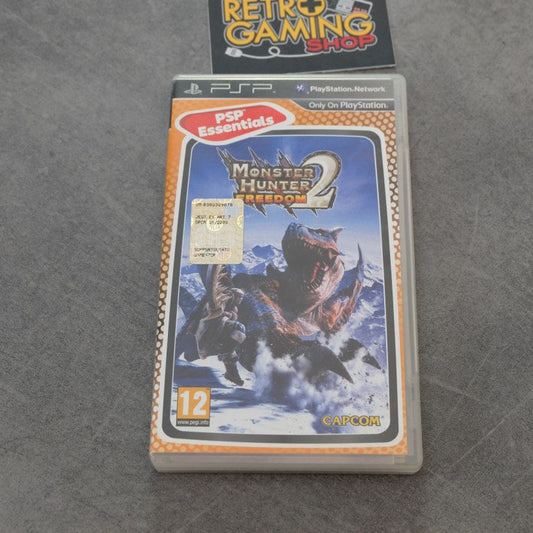 RETRO
GAMING
SHOP
PSP
PlayStation®Network
Only On PlayStation®
PSP®
Essentials
MONSTER
HUNTER 2
FREEDOM
12
www.pegi.info
CAPCOM